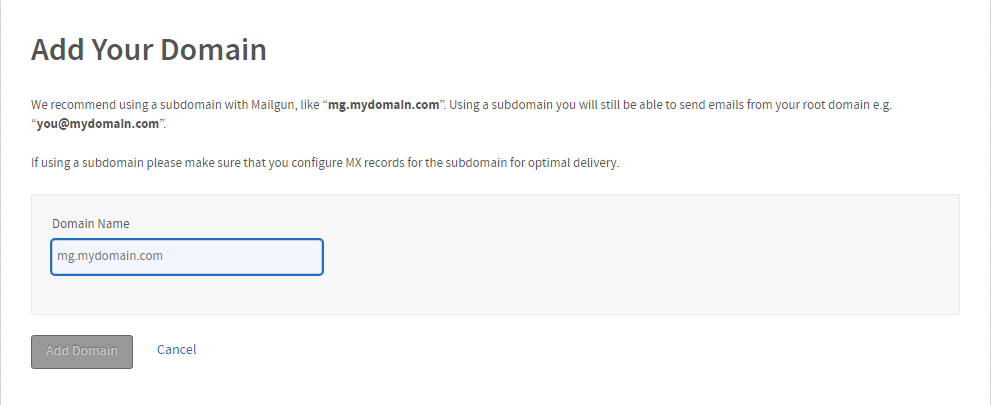 Add Your Domain
We recommend using a subdomain with Mailgun, like “mg.mydomain.com”. Using a subdomain you will still be able to send emails from your root domain e.g.
“you@mydomain.com”.
If using a subdomain please make sure that you configure MX records for the subdomain for optimal delivery.
Domain Name
mg.mydomain.com
Add Domain Cancel